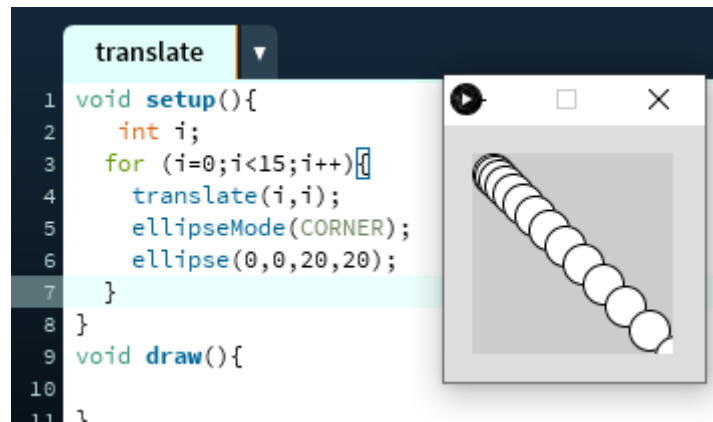 translate ▼
1 void setup(){
2 int i;
3 for (i=0;i<15;i++){
4 translate(i,i);
5 ellipseMode(CORNER);
6 ellipse(0,0,20,20);
7 }
8 }
9 void draw(){
10
11 }